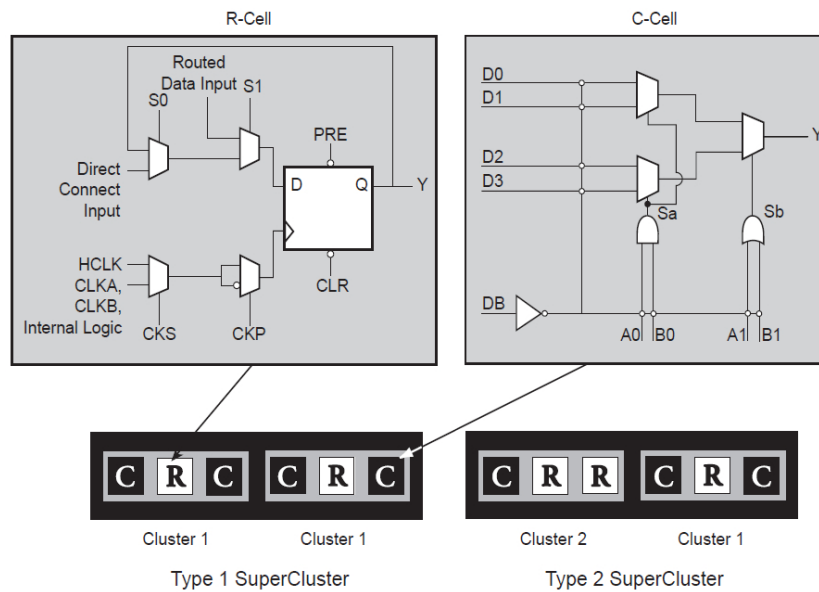 R-Cell
Routed
Data Input
S1
S0
PRE
Direct
Connect
Input
D
Q
Y
HCLK
CLKA,
CLKB,
Internal Logic
CKS
CKP
CLR
C-Cell
D0
D1
D2
D3
Y
Sa
Sb
DB
A0
B0
A1
B1
C R C
C R C
C R R
C R C
Cluster 1
Cluster 1
Cluster 2
Cluster 1
Type 1 SuperCluster
Type 2 SuperCluster